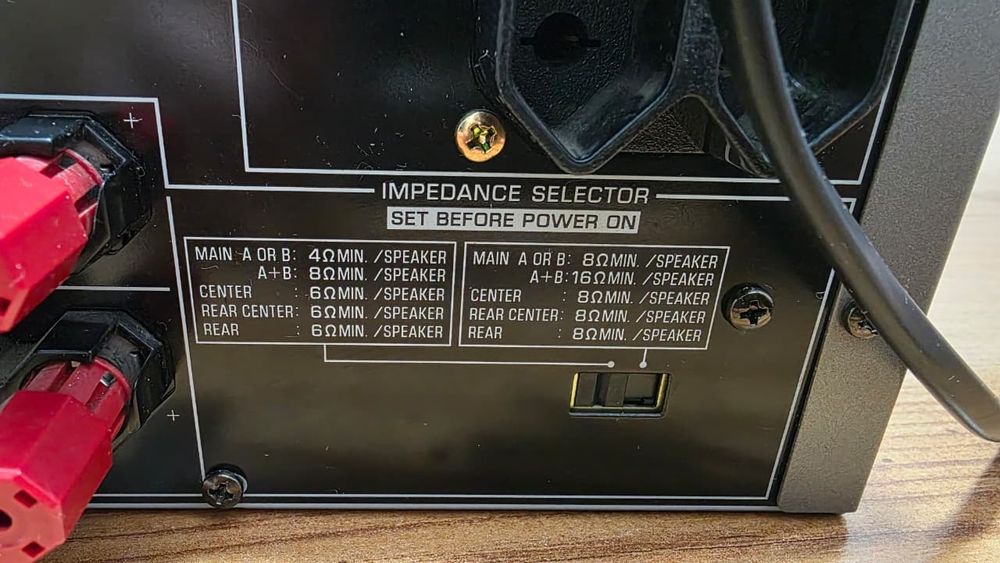 +
IMPEDANCE SELECTOR
SET BEFORE POWER ON
MAIN A OR B: 4ΩMIN. /SPEAKER
A+B: 8ΩMIN. /SPEAKER
CENTER : 6ΩMIN. /SPEAKER
REAR CENTER: 6ΩMIN. /SPEAKER
REAR : 6ΩMIN. /SPEAKER
MAIN A OR B: 8ΩMIN. /SPEAKER
A+B:16ΩMIN. /SPEAKER
CENTER : 8ΩMIN. /SPEAKER
REAR CENTER: 8ΩMIN. /SPEAKER
REAR : 8ΩMIN. /SPEAKER
+